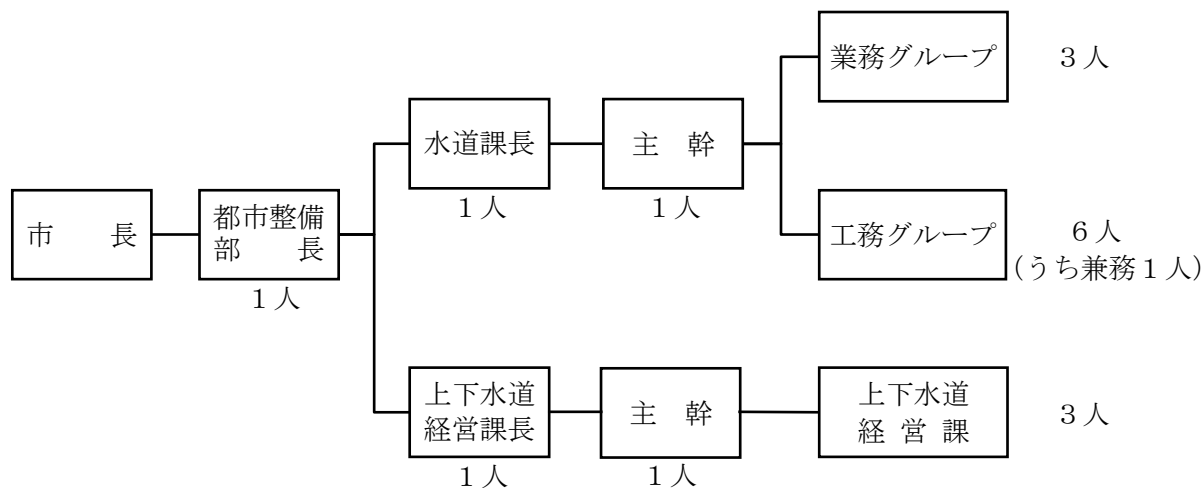 業務グループ
3人
水道課長
1人
主　幹
1人
市　　長
都市整備
部　　長
1人
工務グループ
6人
(うち兼務1人)
上下水道
経営課長
1人
主　幹
1人
上下水道
経 営 課
3人